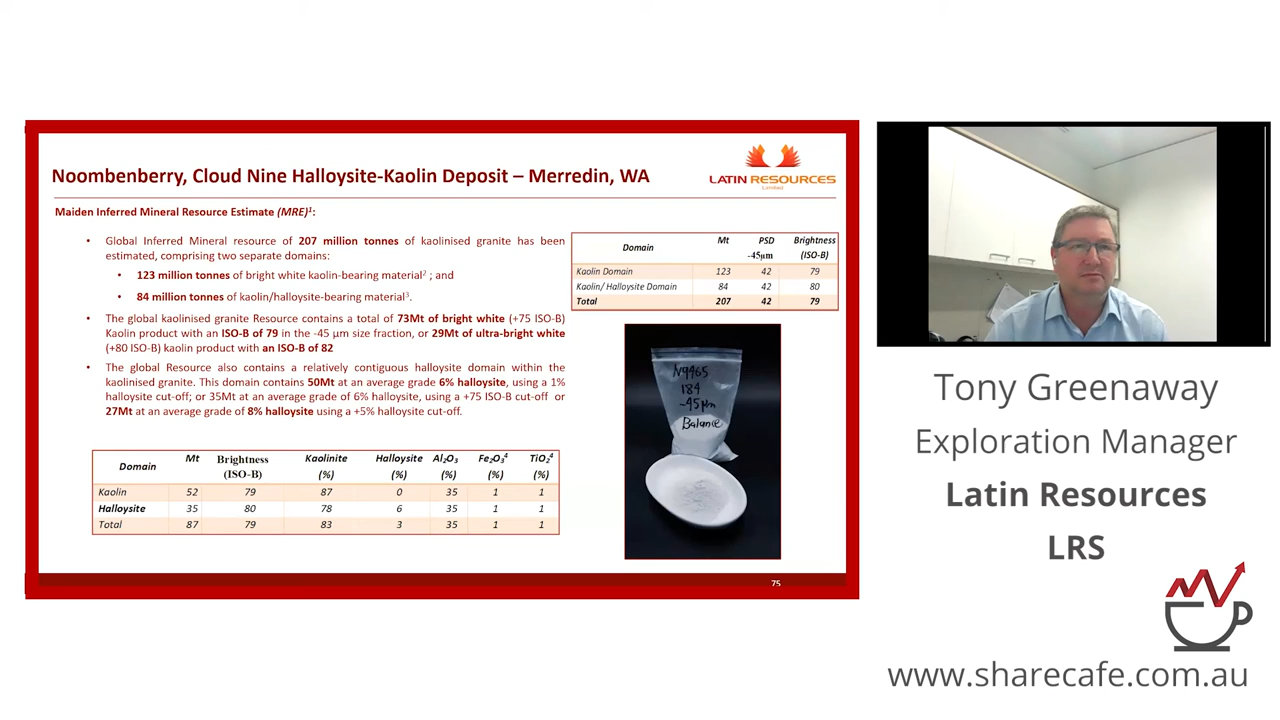 Noombenberry, Cloud Nine Halloysite-Kaolin Deposit – Merredin, WA
LATIN RESOURCES
Limited
Maiden Inferred Mineral Resource Estimate (MRE)¹:
• Global Inferred Mineral resource of 207 million tonnes of kaolinised granite has been
estimated, comprising two separate domains:
• 123 million tonnes of bright white kaolin-bearing material² ; and
• 84 million tonnes of kaolin/halloysite-bearing material³.
• The global kaolinised granite Resource contains a total of 73Mt of bright white (+75 ISO-B)
Kaolin product with an ISO-B of 79 in the -45 µm size fraction, or 29Mt of ultra-bright white
(+80 ISO-B) kaolin product with an ISO-B of 82
• The global Resource also contains a relatively contiguous halloysite domain within the
kaolinised granite. This domain contains 50Mt at an average grade 6% halloysite, using a 1%
halloysite cut-off; or 35Mt at an average grade of 6% halloysite, using a +75 ISO-B cut-off or
27Mt at an average grade of 8% halloysite using a +5% halloysite cut-off.
Domain Mt PSD -45µm Brightness (ISO-B)
Kaolin Domain 123 42 79
Kaolin/ Halloysite Domain 84 42 80
Total 207 42 79
N9465
184
-45µm
Balance
Domain Mt Brightness (ISO-B) Kaolinite (%) Halloysite (%) Al₂O₃ (%) Fe₂O₃⁴ (%) TiO₂⁴ (%)
Kaolin 52 79 87 0 35 1 1
Halloysite 35 80 78 6 35 1 1
Total 87 79 83 3 35 1 1
75
Tony Greenaway
Exploration Manager
Latin Resources
LRS
www.sharecafe.com.au